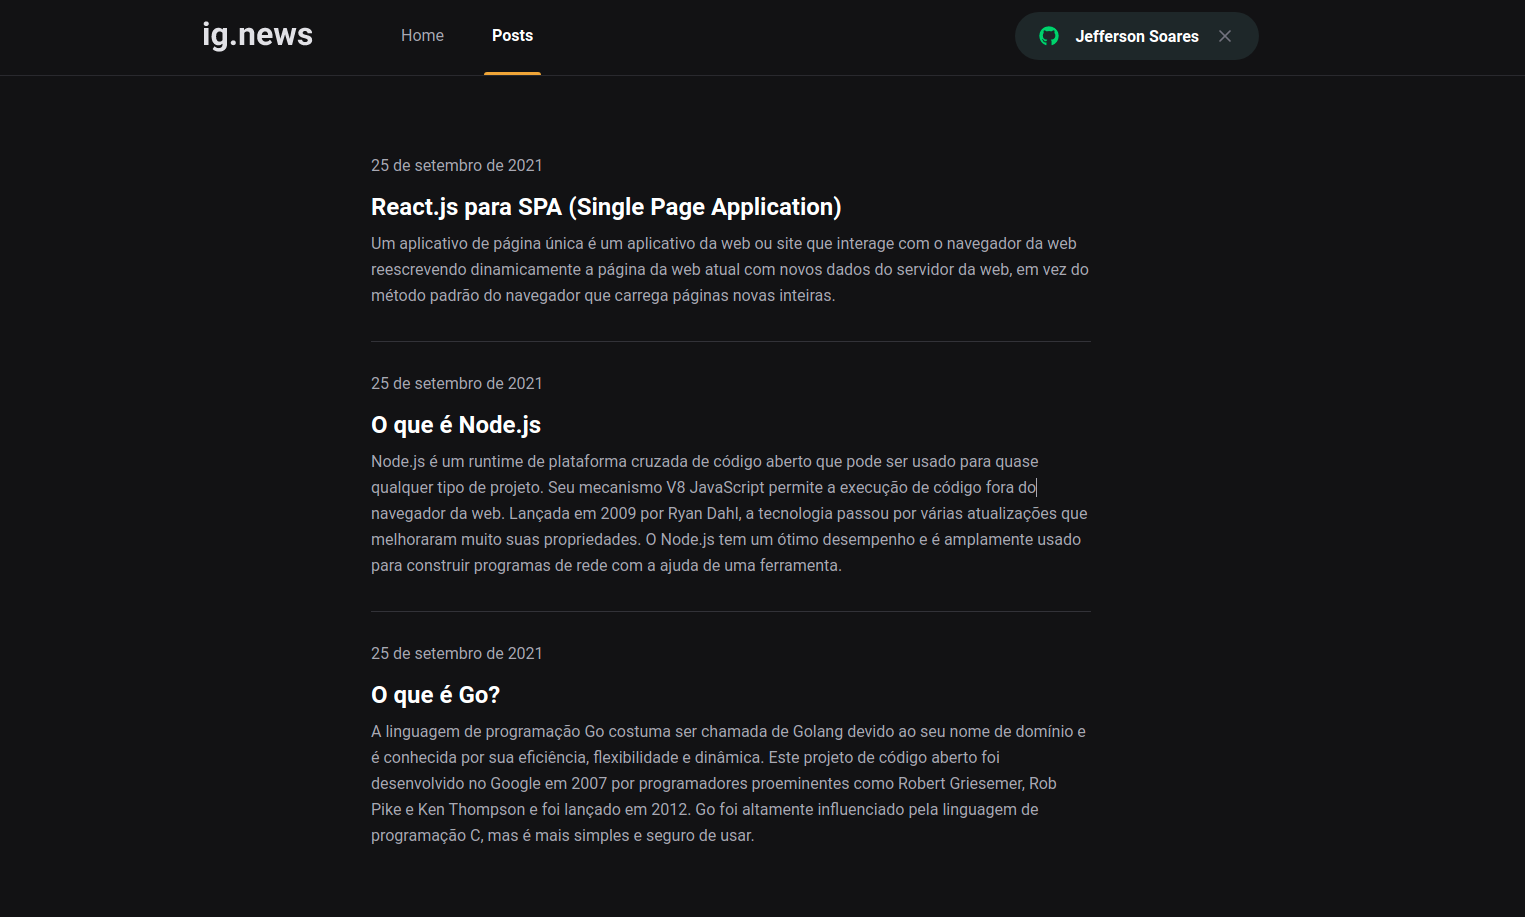 ig.news
Home
Posts
Jefferson Soares
25 de setembro de 2021
React.js para SPA (Single Page Application)
Um aplicativo de página única é um aplicativo da web ou site que interage com o navegador da web
reescrevendo dinamicamente a página da web atual com novos dados do servidor da web, em vez do
método padrão do navegador que carrega páginas novas inteiras.
25 de setembro de 2021
O que é Node.js
Node.js é um runtime de plataforma cruzada de código aberto que pode ser usado para quase
qualquer tipo de projeto. Seu mecanismo V8 JavaScript permite a execução de código fora do
navegador da web. Lançada em 2009 por Ryan Dahl, a tecnologia passou por várias atualizações que
melhoraram muito suas propriedades. O Node.js tem um ótimo desempenho e é amplamente usado
para construir programas de rede com a ajuda de uma ferramenta.
25 de setembro de 2021
O que é Go?
A linguagem de programação Go costuma ser chamada de Golang devido ao seu nome de domínio e
é conhecida por sua eficiência, flexibilidade e dinâmica. Este projeto de código aberto foi
desenvolvido no Google em 2007 por programadores proeminentes como Robert Griesemer, Rob
Pike e Ken Thompson e foi lançado em 2012. Go foi altamente influenciado pela linguagem de
programação C, mas é mais simples e seguro de usar.